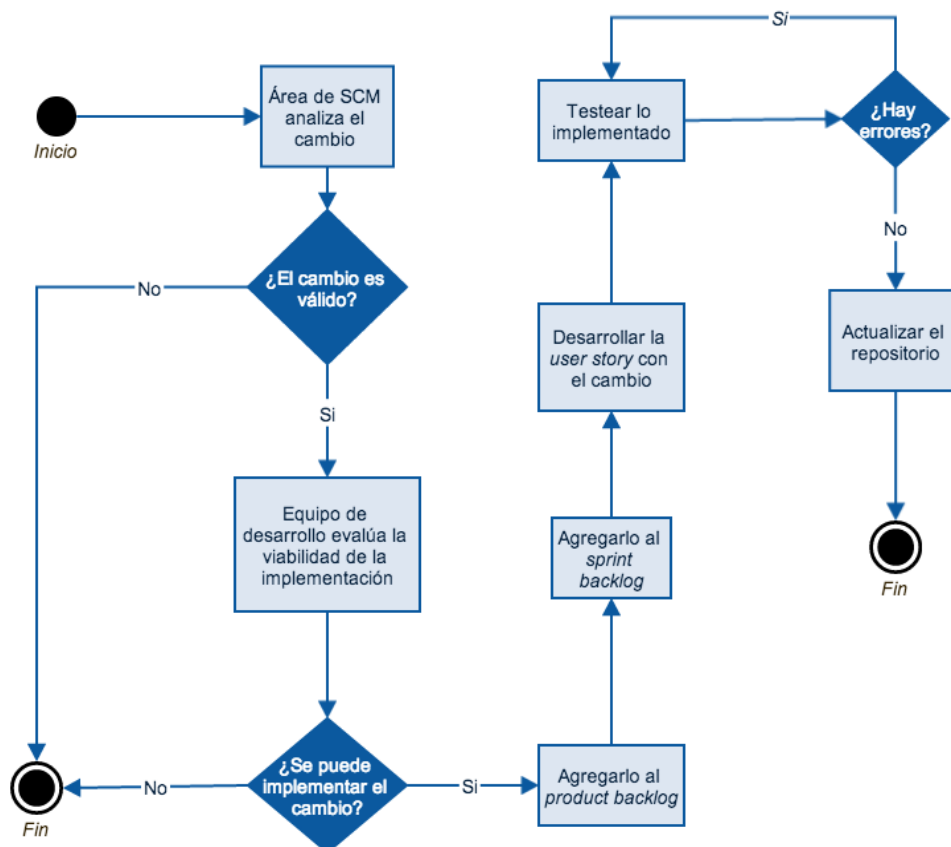 Inicio
Área de SCM
analiza el
cambio
¿El cambio es
válido?
No
Si
Equipo de
desarrollo evalúa la
viabilidad de la
implementación
¿Se puede
implementar el
cambio?
No
Fin
Si
Agregarlo al
product backlog
Agregarlo al
sprint
backlog
Desarrollar la
user story con
el cambio
Testear lo
implementado
¿Hay
errores?
Si
No
Actualizar el
repositorio
Fin